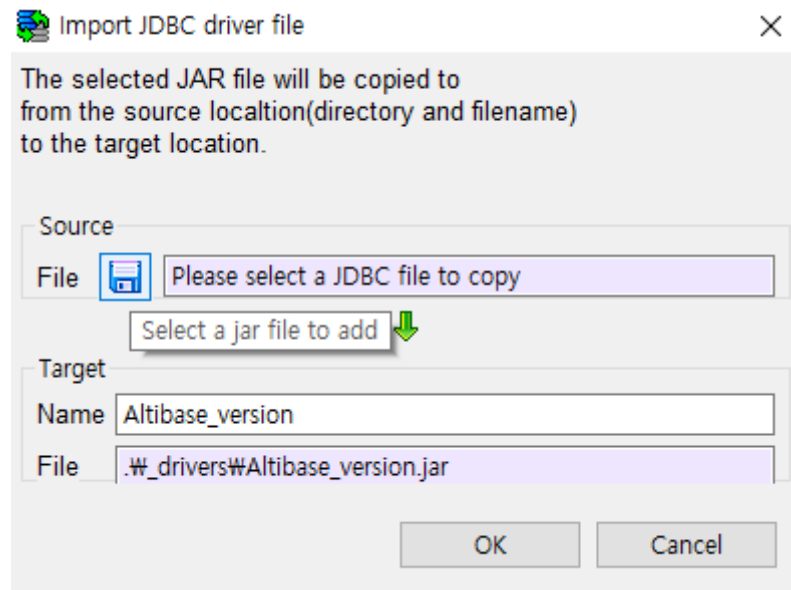 Import JDBC driver file
The selected JAR file will be copied to
from the source localtion(directory and filename)
to the target location.
Source
File Please select a JDBC file to copy
Select a jar file to add
Target
Name Altibase_version
File .₩_drivers₩Altibase_version.jar
OK Cancel